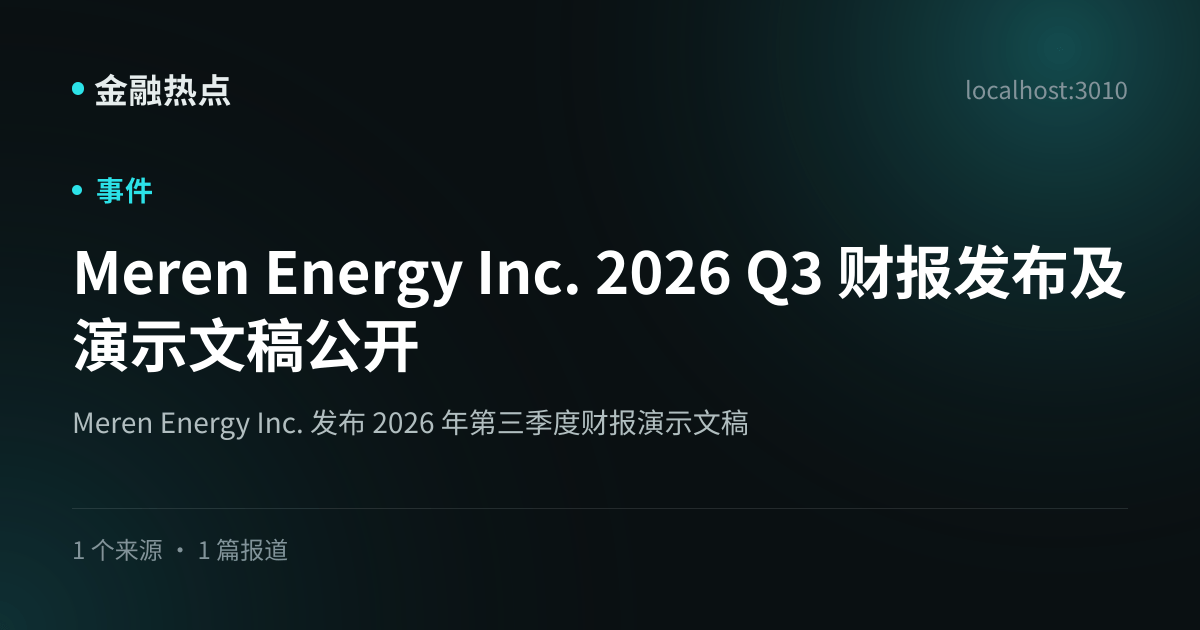 金融热点
localhost:3010
事件
Meren Energy Inc. 2026 Q3 财报发布及
演示文稿公开
Meren Energy Inc. 发布 2026 年第三季度财报演示文稿
1 个来源 · 1 篇报道